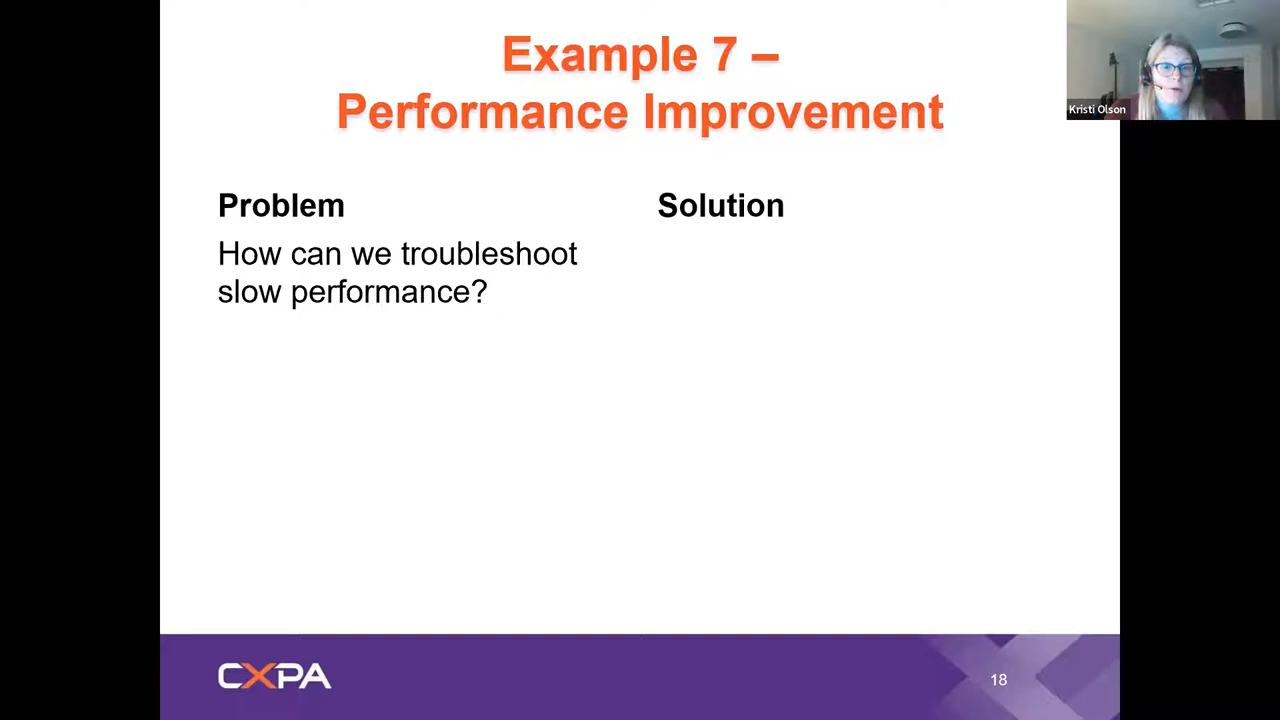 Example 7 –
Performance Improvement
Kristi Olson
Problem
Solution
How can we troubleshoot
slow performance?
CXPA
18